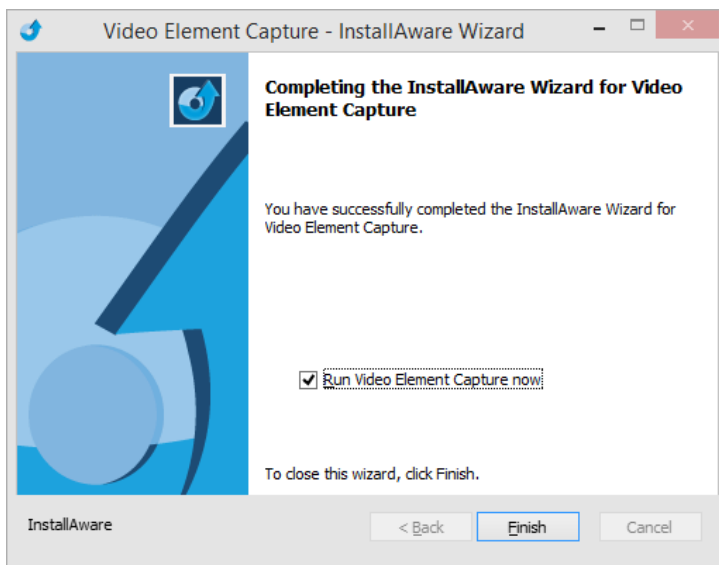 Video Element Capture - InstallAware Wizard
Completing the InstallAware Wizard for Video
Element Capture
You have successfully completed the InstallAware Wizard for
Video Element Capture.
Run Video Element Capture now
To close this wizard, click Finish.
InstallAware
< Back
Finish
Cancel